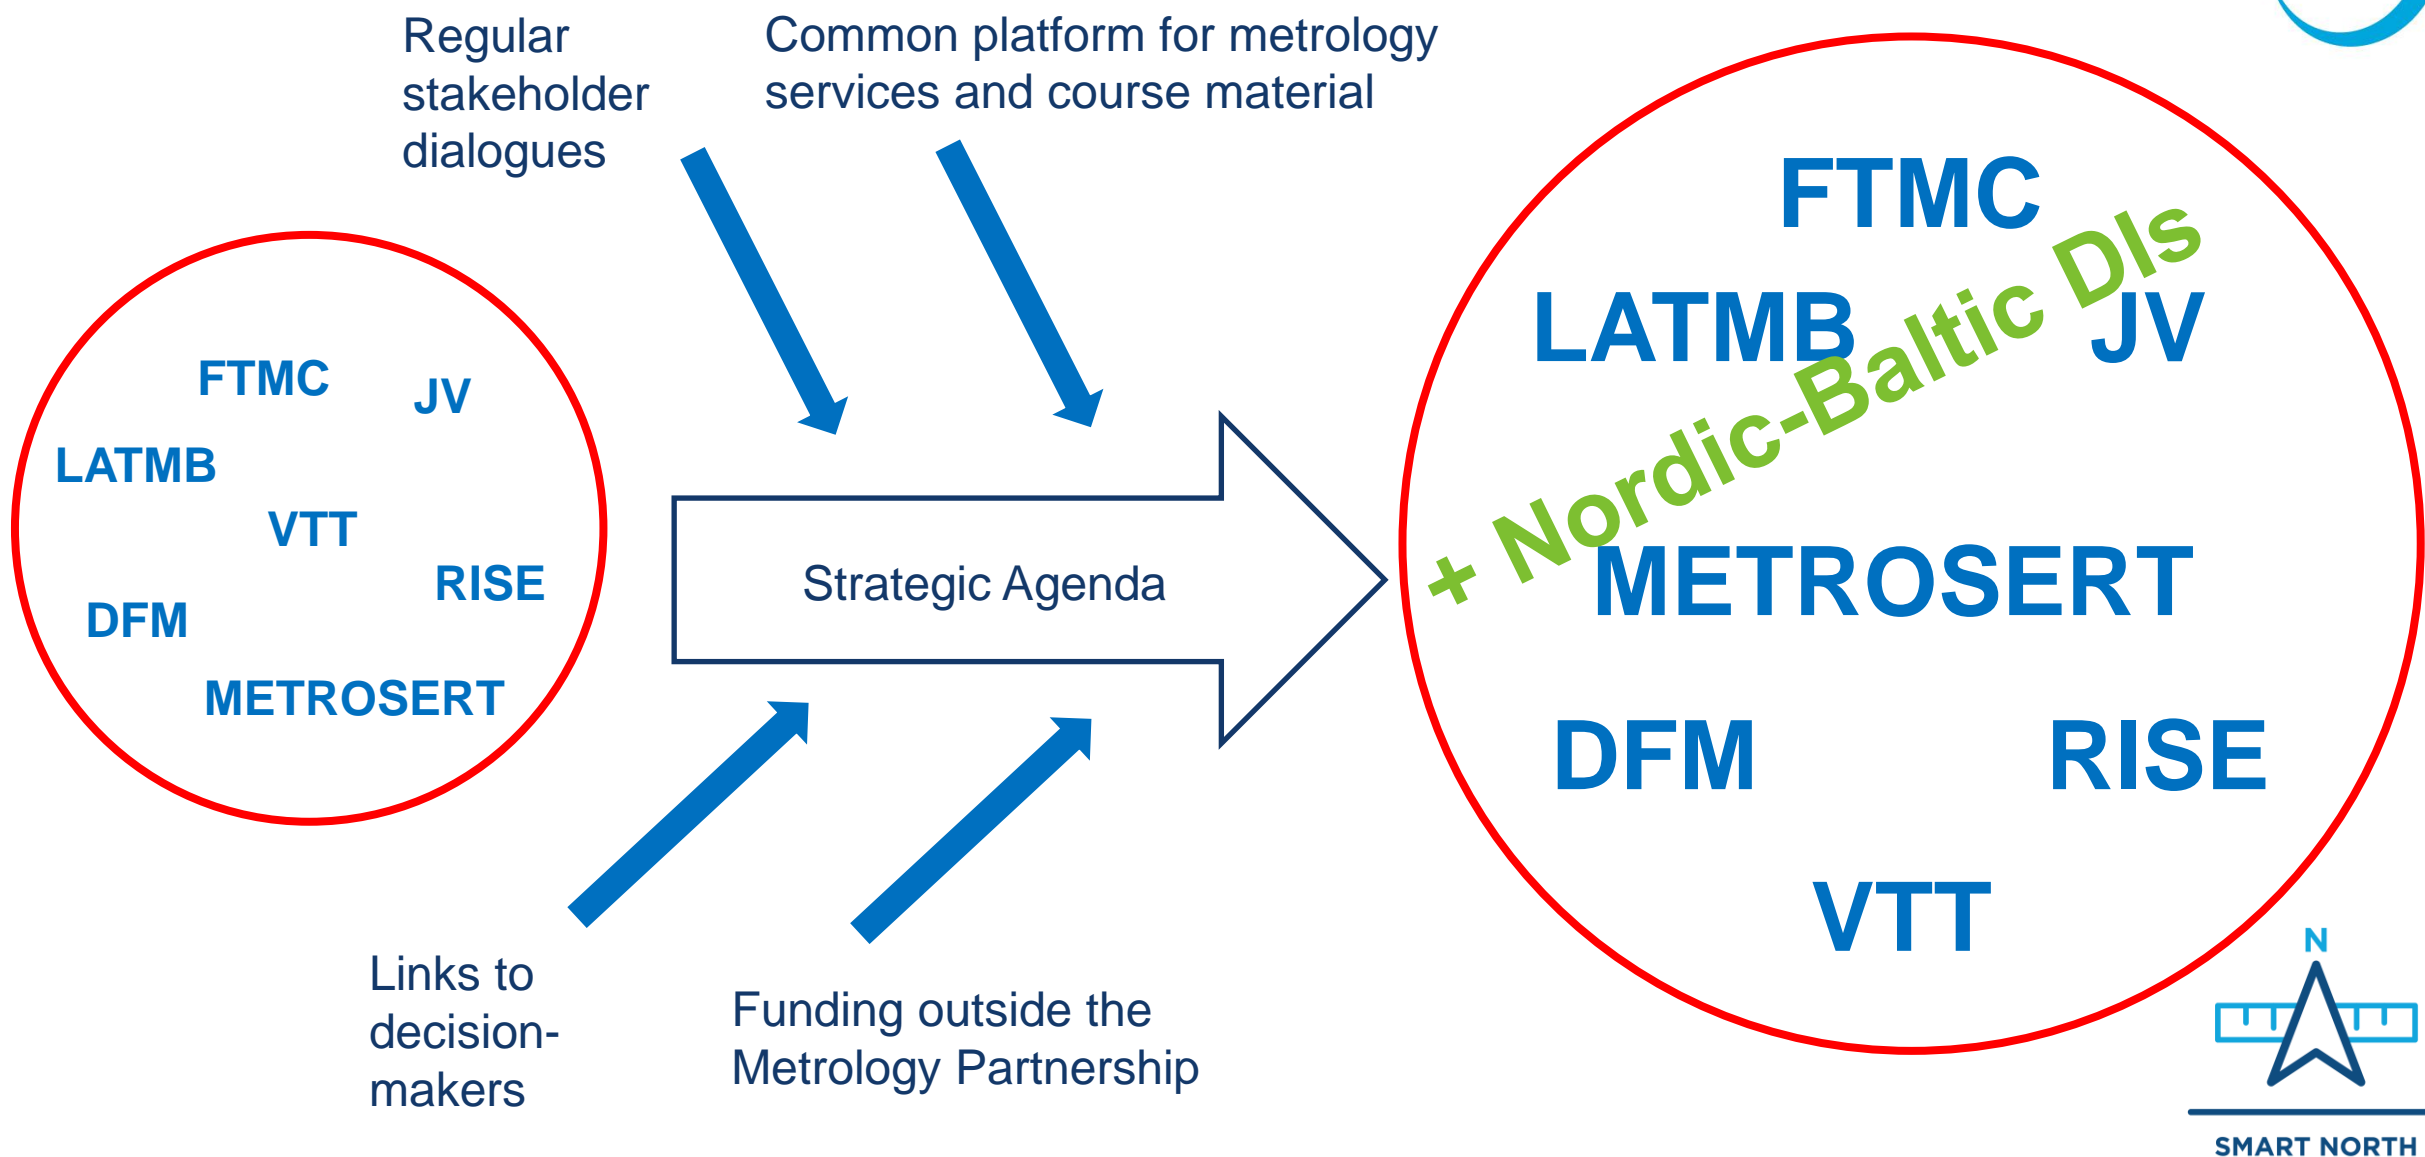 Regular
stakeholder
dialogues
Common platform for metrology
services and course material
FTMC
JV
LATMB
VTT
RISE
DFM
METROSERT
Strategic Agenda
Links to
decision-
makers
Funding outside the
Metrology Partnership
FTMC
LATMB
JV
+ Nordic-Baltic DIs
METROSERT
DFM
RISE
VTT
N
SMART NORTH